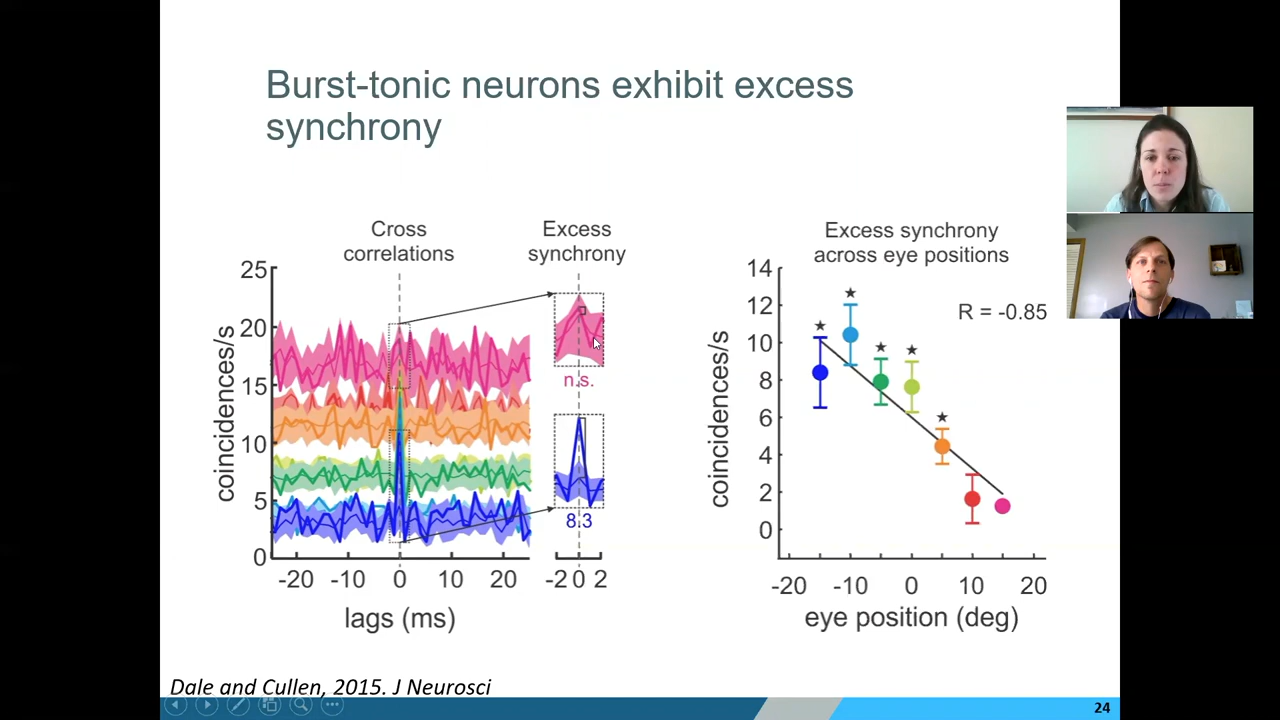 Burst-tonic neurons exhibit excess
synchrony
Cross
correlations
Excess
synchrony
25
20
15
10
5
0
coincidences/s
n.s.
8.3
-20 -10 0 10 20
-2 0 2
lags (ms)
Excess synchrony
across eye positions
R = -0.85
14
12
10
8
6
4
2
0
coincidences/s
-20 -10 0 10 20
eye position (deg)
Dale and Cullen, 2015. J Neurosci
24